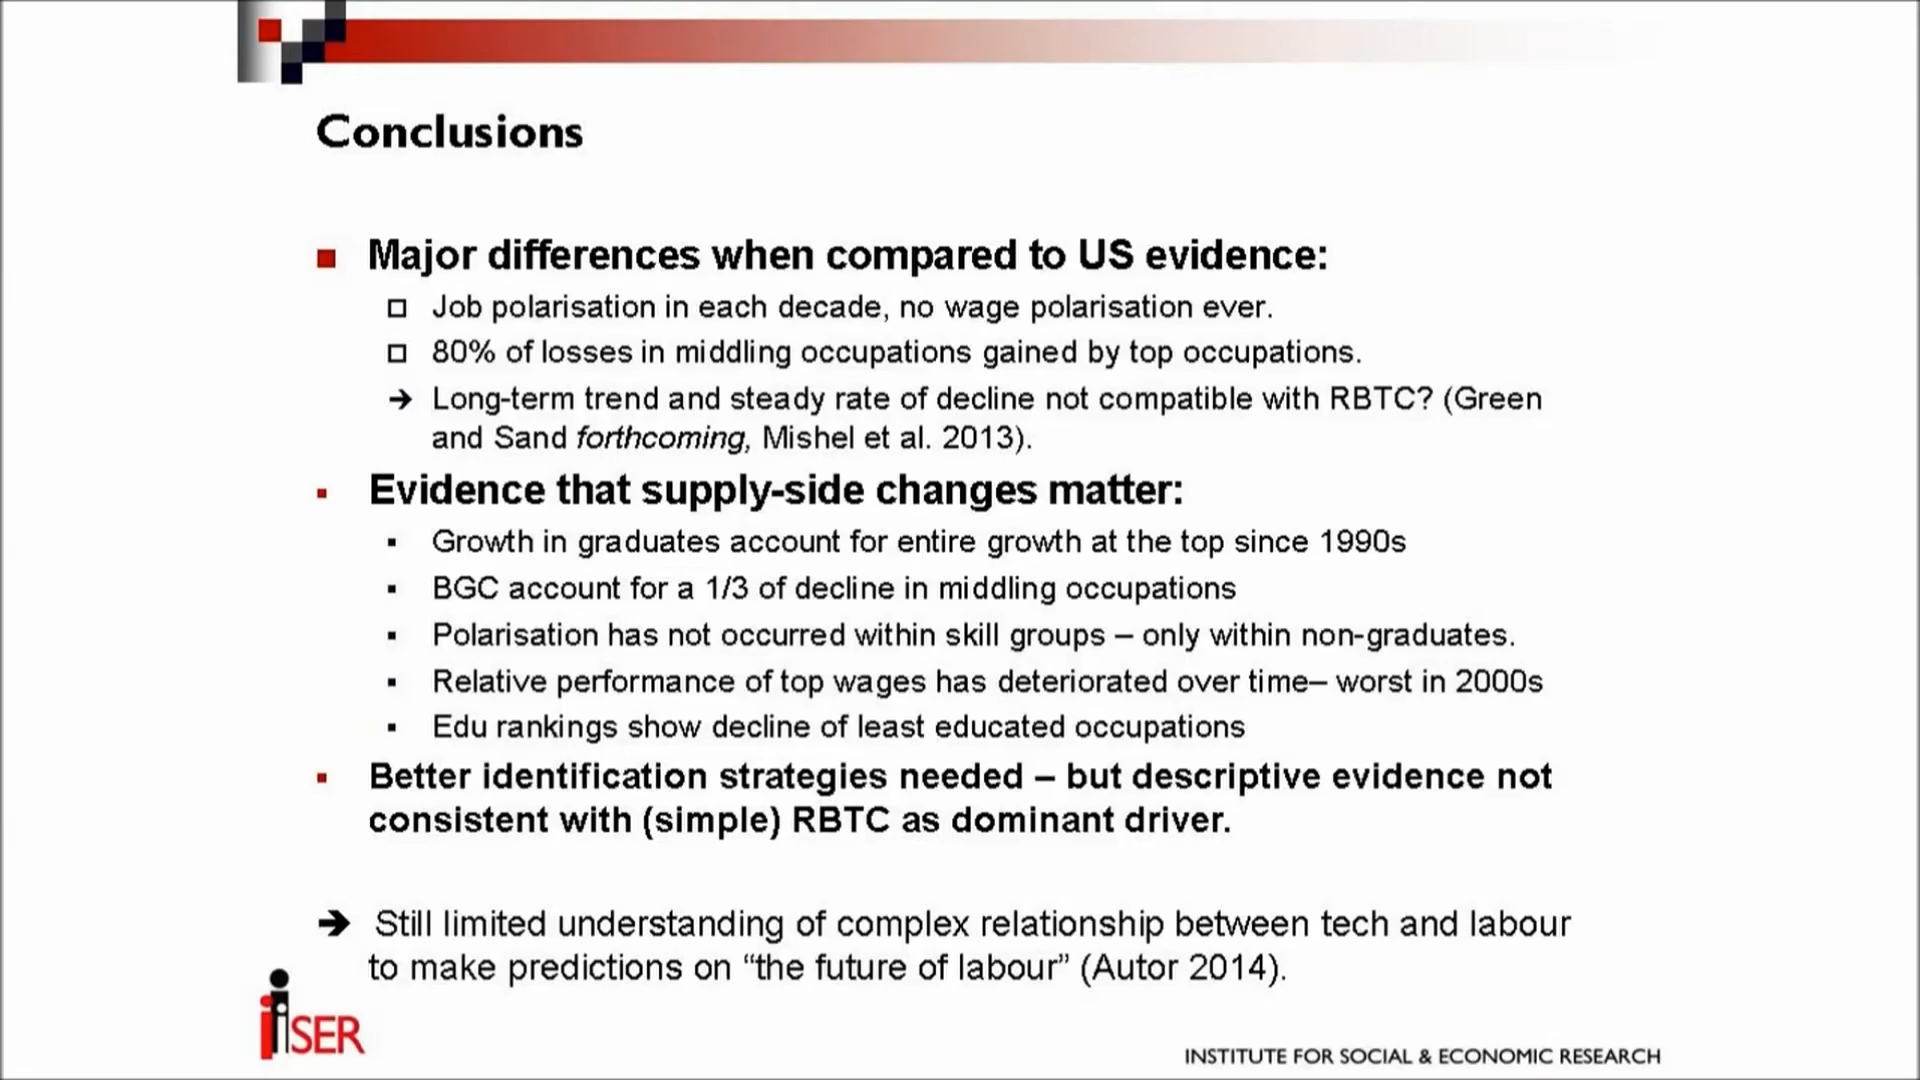 Conclusions
Major differences when compared to US evidence:
Job polarisation in each decade, no wage polarisation ever.
80% of losses in middling occupations gained by top occupations.
➔ Long-term trend and steady rate of decline not compatible with RBTC? (Green
and Sand forthcoming, Mishel et al. 2013).
Evidence that supply-side changes matter:
Growth in graduates account for entire growth at the top since 1990s
BGC account for a 1/3 of decline in middling occupations
Polarisation has not occurred within skill groups – only within non-graduates.
Relative performance of top wages has deteriorated over time– worst in 2000s
Edu rankings show decline of least educated occupations
Better identification strategies needed – but descriptive evidence not
consistent with (simple) RBTC as dominant driver.
➔ Still limited understanding of complex relationship between tech and labour
to make predictions on “the future of labour” (Autor 2014).
iSER
INSTITUTE FOR SOCIAL & ECONOMIC RESEARCH